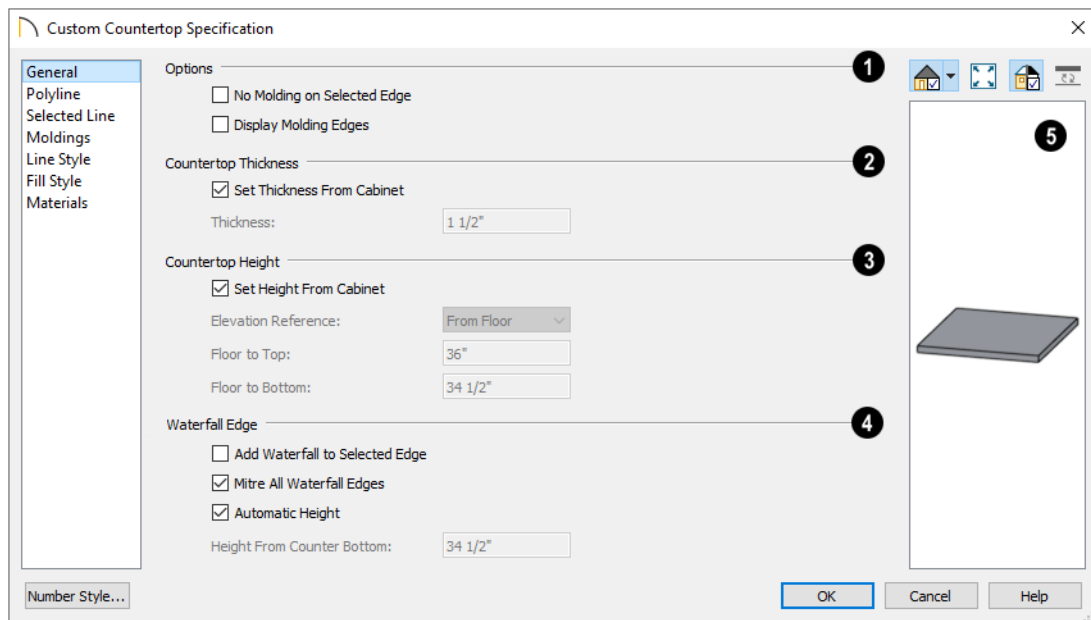 Custom Countertop Specification
General
Polyline
Selected Line
Moldings
Line Style
Fill Style
Materials
Options
1
No Molding on Selected Edge
Display Molding Edges
Countertop Thickness
2
Set Thickness From Cabinet
Thickness: 1 1/2"
Countertop Height
3
Set Height From Cabinet
Elevation Reference: From Floor
Floor to Top: 36"
Floor to Bottom: 34 1/2"
Waterfall Edge
4
Add Waterfall to Selected Edge
Mitre All Waterfall Edges
Automatic Height
Height From Counter Bottom: 34 1/2"
5
Number Style...
OK
Cancel
Help